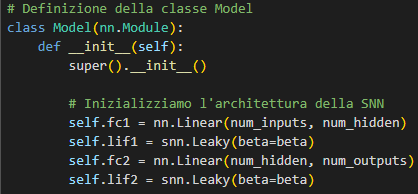 # Definizione della classe Model
class Model(nn.Module):
    def __init__(self):
        super().__init__()

        # Inizializziamo l'architettura della SNN
        self.fc1 = nn.Linear(num_inputs, num_hidden)
        self.lif1 = snn.Leaky(beta=beta)
        self.fc2 = nn.Linear(num_hidden, num_outputs)
        self.lif2 = snn.Leaky(beta=beta)